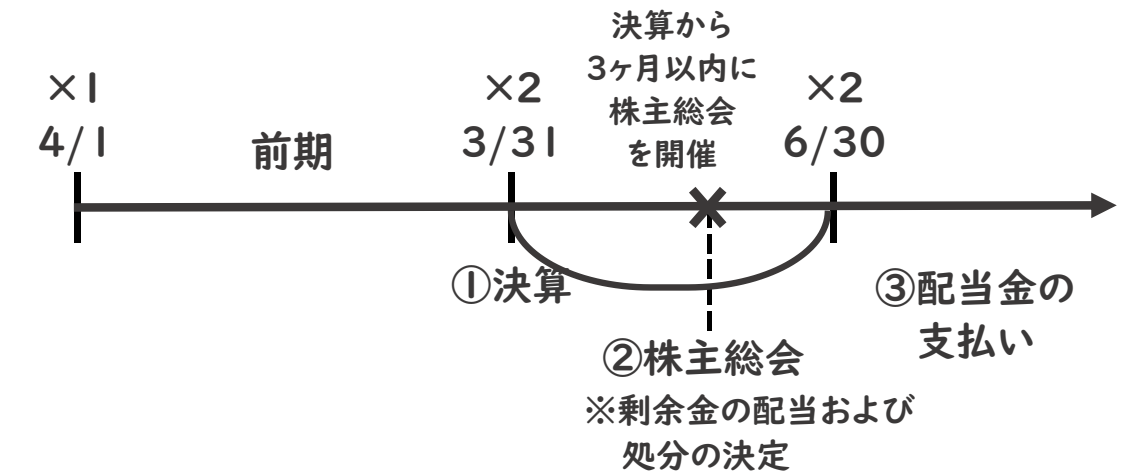 ×1
4/1
前期
×2
3/31
決算から
3ヶ月以内に
株主総会
を開催
×2
6/30
①決算
②株主総会
※剰余金の配当および
処分の決定
③配当金の
支払い